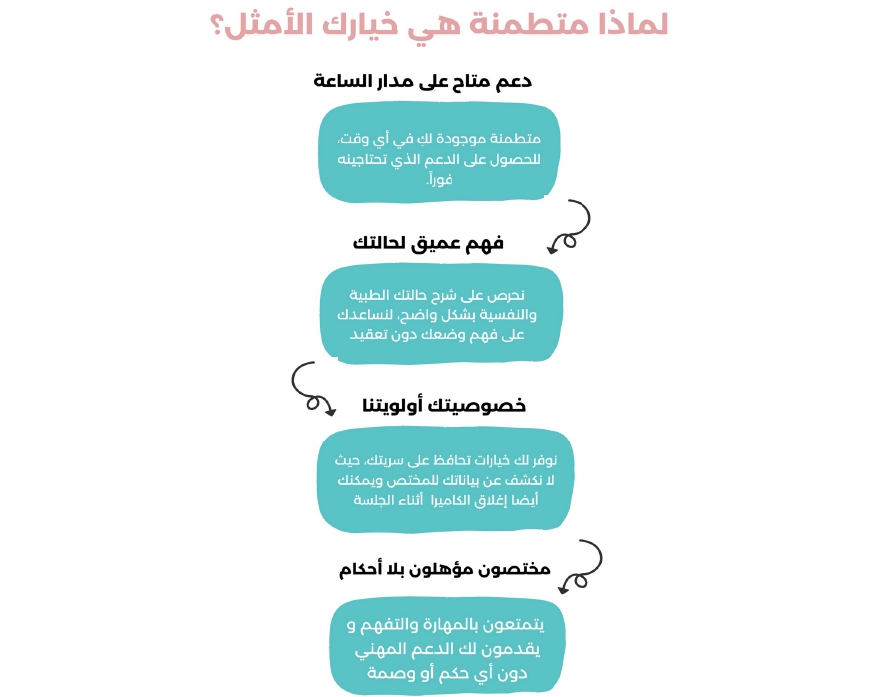 لماذا متطمنة هي خيارك الأمثل؟
دعم متاح على مدار الساعة
متطمنة موجودة لكِ في أي وقت،
للحصول على الدعم الذي تحتاجينه
فوراً.
فهم عميق لحالتك
نحرص على شرح حالتك الطبية
والنفسية بشكل واضح، لنساعدك
على فهم وضعك دون تعقيد
خصوصيتك أولويتنا
نوفر لك خيارات تحافظ على سريتك، حيث
لا نكشف عن بياناتك للمختص ويمكنك
أيضا إغلاق الكاميرا أثناء الجلسة
مختصون مؤهلون بلا أحكام
يتمتعون بالمهارة والتفهم و
يقدمون لك الدعم المهني
دون أي حكم أو وصمة